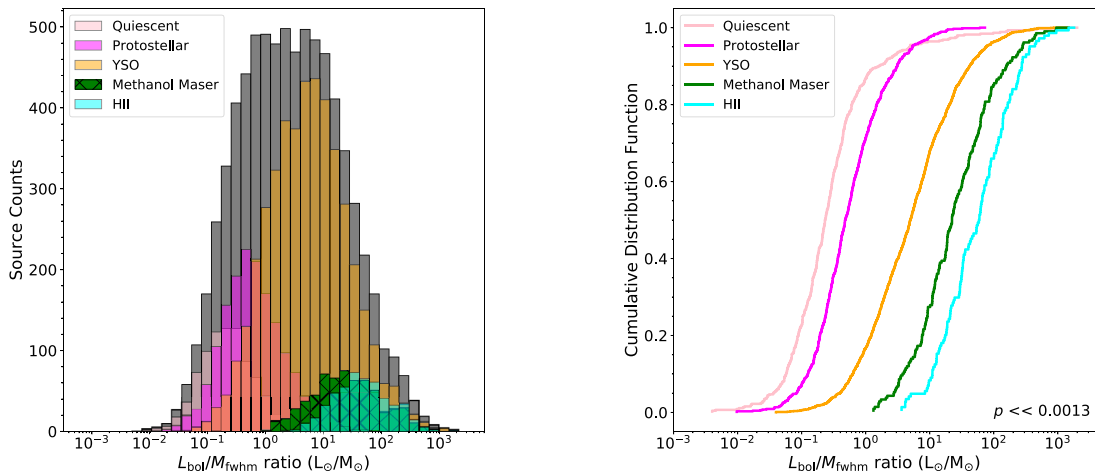 500
400
300
200
100
0
Source Counts
Quiescent
Protostellar
YSO
Methanol Maser
HII
10⁻³ 10⁻² 10⁻¹ 10⁰ 10¹ 10² 10³
L_bol/M_fwhm ratio (L⊙/M⊙)
1.0
0.8
0.6
0.4
0.2
0.0
Cumulative Distribution Function
Quiescent
Protostellar
YSO
Methanol Maser
HII
p << 0.0013
10⁻³ 10⁻² 10⁻¹ 10⁰ 10¹ 10² 10³
L_bol/M_fwhm ratio (L⊙/M⊙)